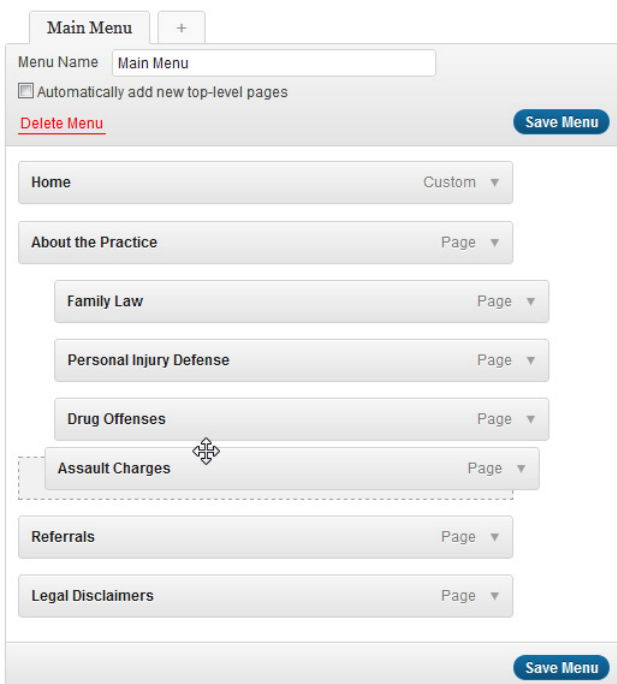 Main Menu +
Menu Name Main Menu
Automatically add new top-level pages
Delete Menu Save Menu
Home Custom ▼
About the Practice Page ▼
Family Law Page ▼
Personal Injury Defense Page ▼
Drug Offenses Page ▼
Assault Charges Page ▼
Referrals Page ▼
Legal Disclaimers Page ▼
Save Menu